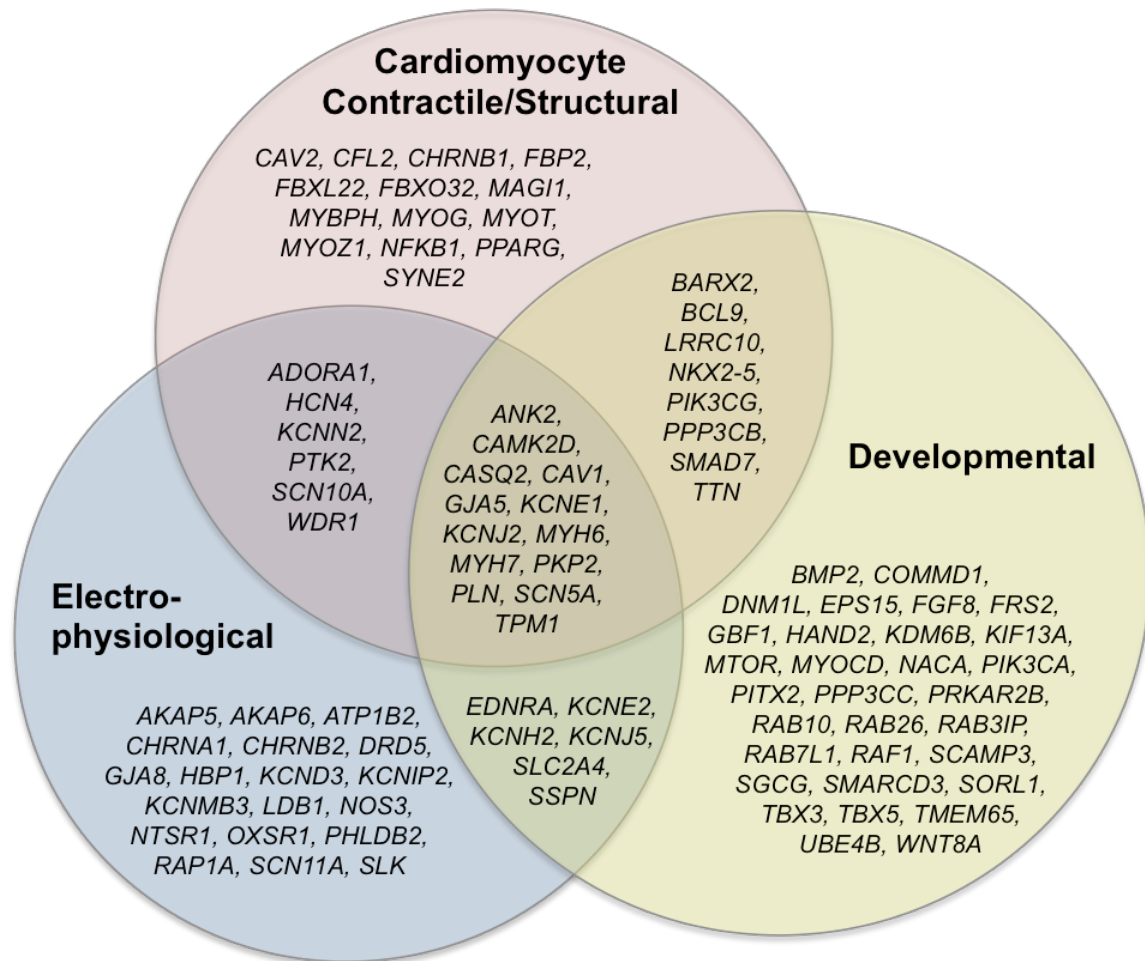 Cardiomyocyte
Contractile/Structural
CAV2, CFL2, CHRNB1, FBP2,
FBXL22, FBXO32, MAGI1,
MYBPH, MYOG, MYOT,
MYOZ1, NFKB1, PPARG,
SYNE2
BARX2,
BCL9,
LRRC10,
NKX2-5,
PIK3CG,
PPP3CB,
SMAD7,
TTN
ADORA1,
HCN4,
KCNN2,
PTK2,
SCN10A,
WDR1
ANK2,
CAMK2D,
CASQ2, CAV1,
GJA5, KCNE1,
KCNJ2, MYH6,
MYH7, PKP2,
PLN, SCN5A,
TPM1
Developmental
BMP2, COMMD1,
DNM1L, EPS15, FGF8, FRS2,
GBF1, HAND2, KDM6B, KIF13A,
MTOR, MYOCD, NACA, PIK3CA,
PITX2, PPP3CC, PRKAR2B,
RAB10, RAB26, RAB3IP,
RAB7L1, RAF1, SCAMP3,
SGCG, SMARCD3, SORL1,
TBX3, TBX5, TMEM65,
UBE4B, WNT8A
Electro-
physiological
AKAP5, AKAP6, ATP1B2,
CHRNA1, CHRNB2, DRD5,
GJA8, HBP1, KCND3, KCNIP2,
KCNMB3, LDB1, NOS3,
NTSR1, OXSR1, PHLDB2,
RAP1A, SCN11A, SLK
EDNRA, KCNE2,
KCNH2, KCNJ5,
SLC2A4,
SSPN